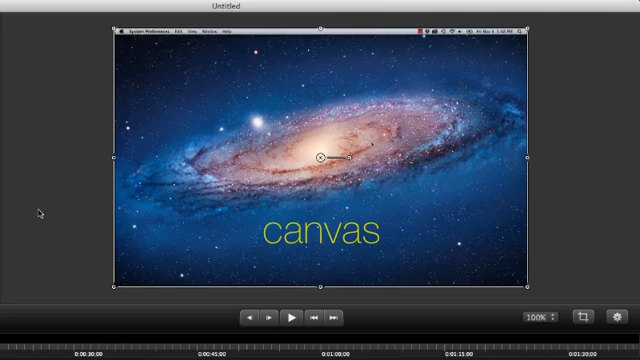 Untitled
System Preferences Edit View Window Help
canvas
100%
0:00:30;00 0:00:45;00 0:01:00;00 0:01:15;00 0:01:30;00